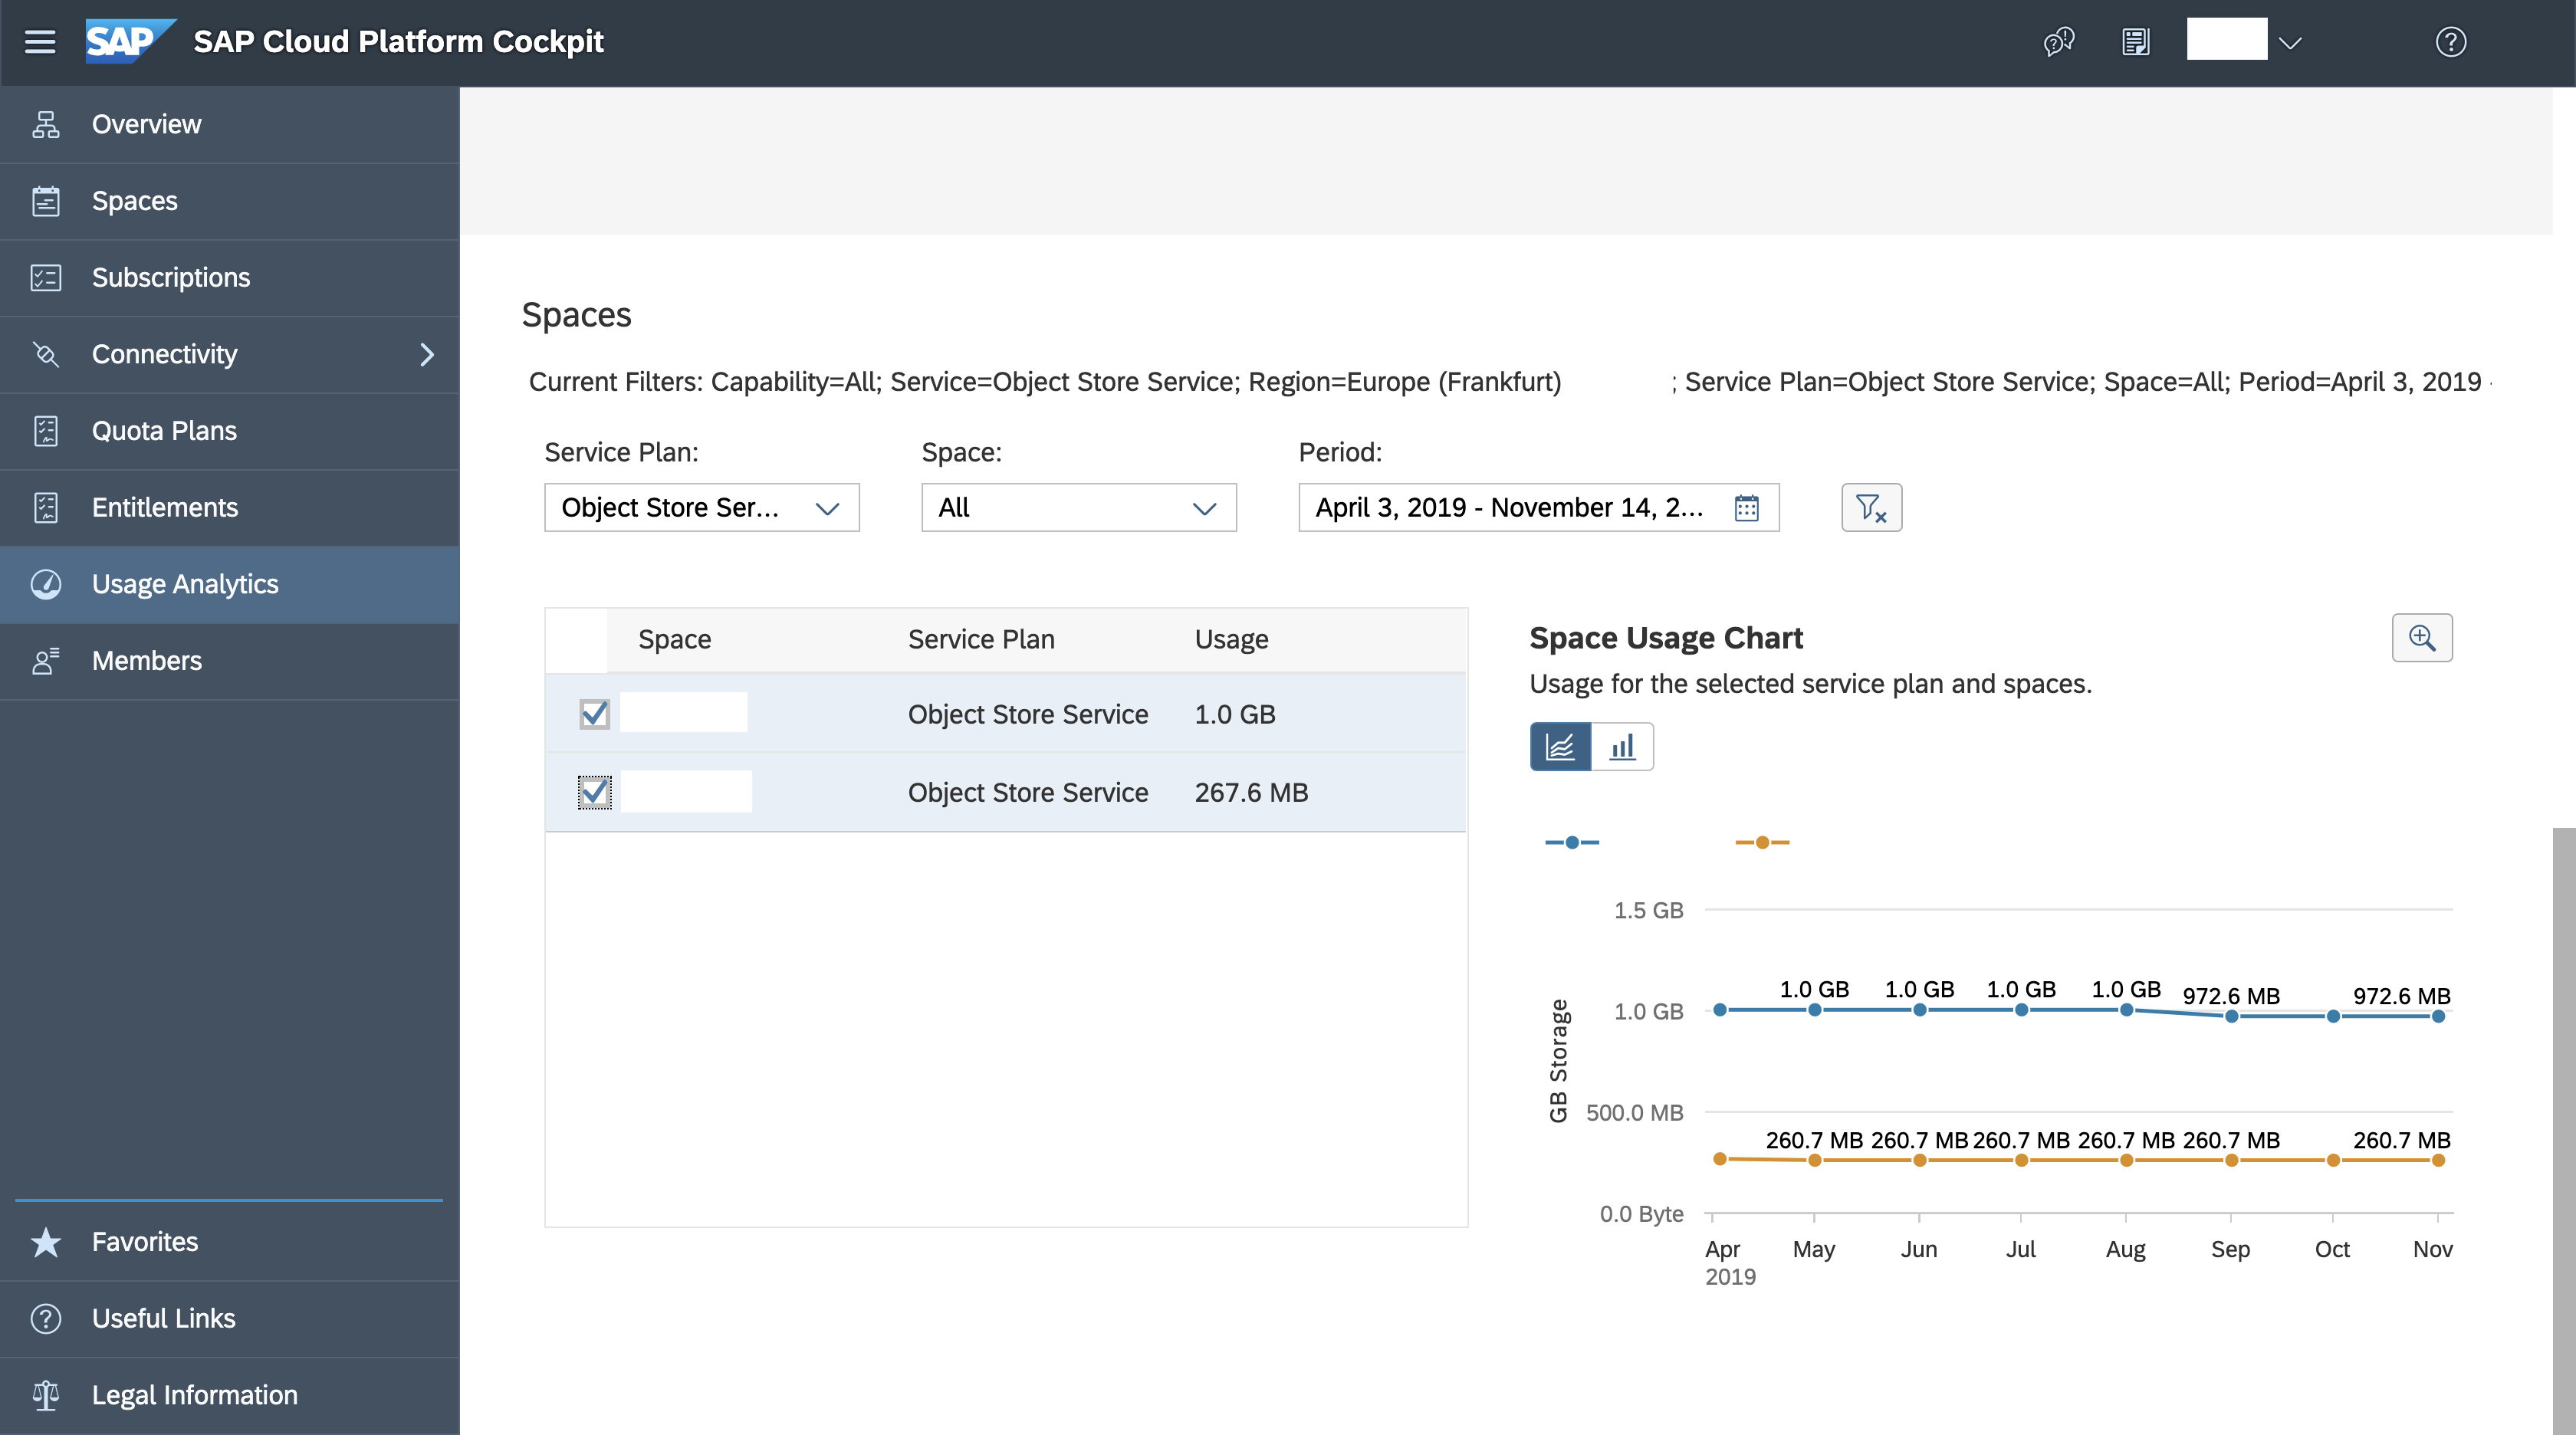 SAP SAP Cloud Platform Cockpit
Overview
Spaces
Subscriptions
Connectivity
Quota Plans
Entitlements
Usage Analytics
Members
Favorites
Useful Links
Legal Information
Spaces
Current Filters: Capability=All; Service=Object Store Service; Region=Europe (Frankfurt) ; Service Plan=Object Store Service; Space=All; Period=April 3, 2019 -
Service Plan: Space: Period:
Object Store Ser... All April 3, 2019 - November 14, 2...
Space Service Plan Usage
Object Store Service 1.0 GB
Object Store Service 267.6 MB
Space Usage Chart
Usage for the selected service plan and spaces.
GB Storage
1.5 GB
1.0 GB
500.0 MB
0.0 Byte
1.0 GB 1.0 GB 1.0 GB 1.0 GB 972.6 MB 972.6 MB
260.7 MB 260.7 MB 260.7 MB 260.7 MB 260.7 MB 260.7 MB
Apr May Jun Jul Aug Sep Oct Nov
2019